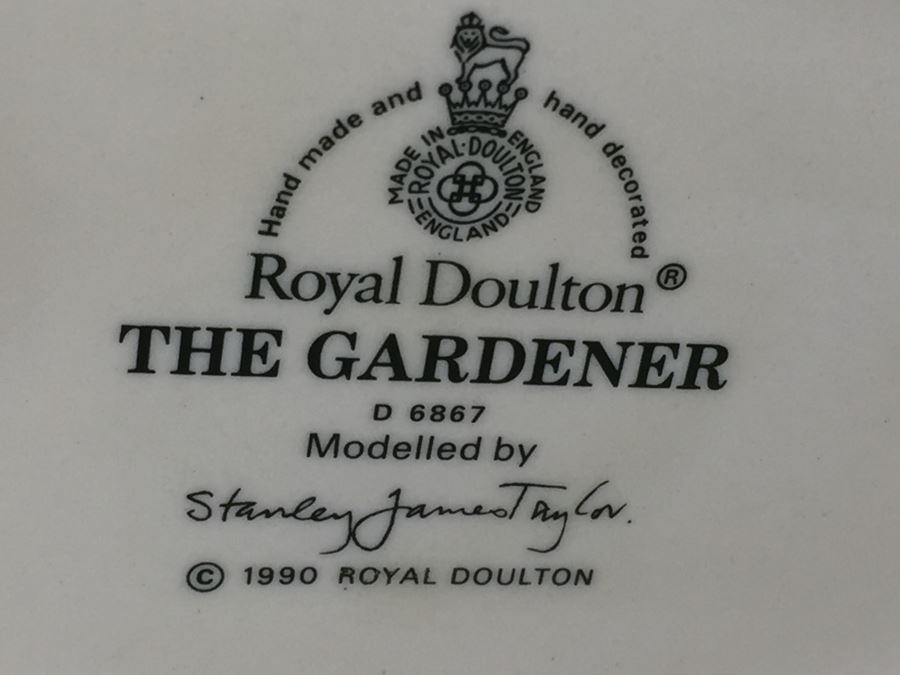 Hand made and hand decorated
MADE IN ENGLAND
ROYAL·DOULTON
ENGLAND
Royal Doulton®
THE GARDENER
D 6867
Modelled by
Stanley James Taylor.
© 1990 ROYAL DOULTON